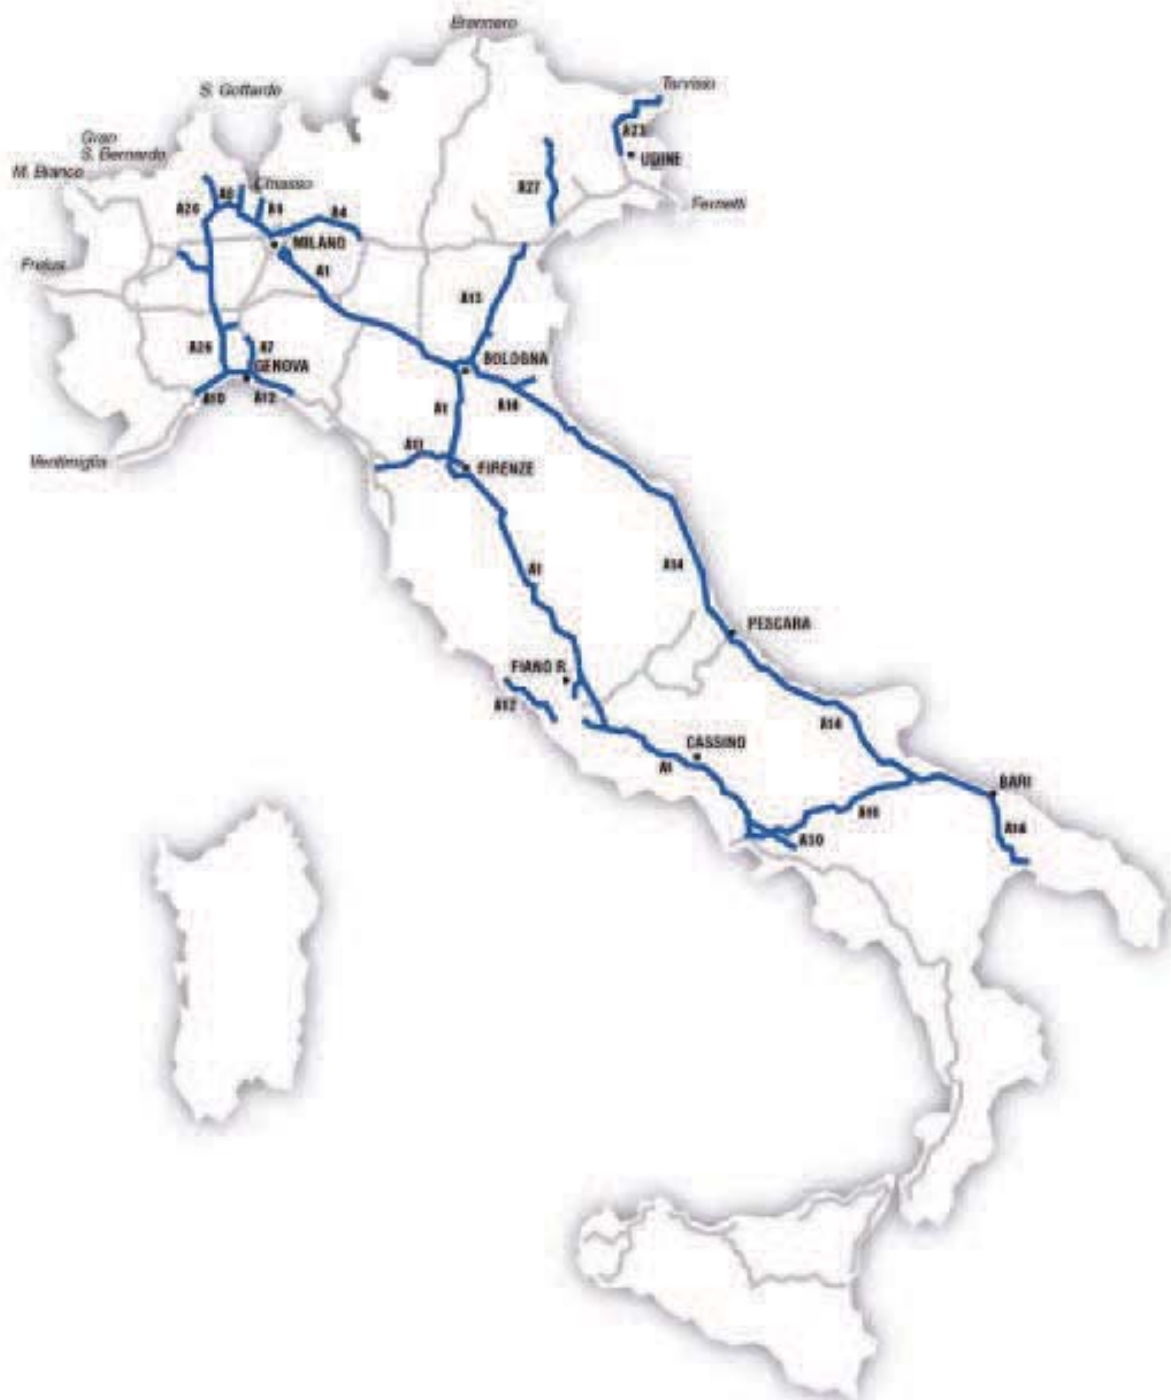 Brennero
Tarvisio
S. Gottardo
A23
Gran
S. Bernardo
UDINE
M. Bianco
Chiasso
A27
A26
A8
A9
A4
Fernetti
MILANO
Frejus
A1
A13
A26
A7
GENOVA
BOLOGNA
A10
A12
A1
A14
A11
Ventimiglia
FIRENZE
A1
A14
PESCARA
FIANO R.
A12
A14
CASSINO
A1
BARI
A16
A14
A30